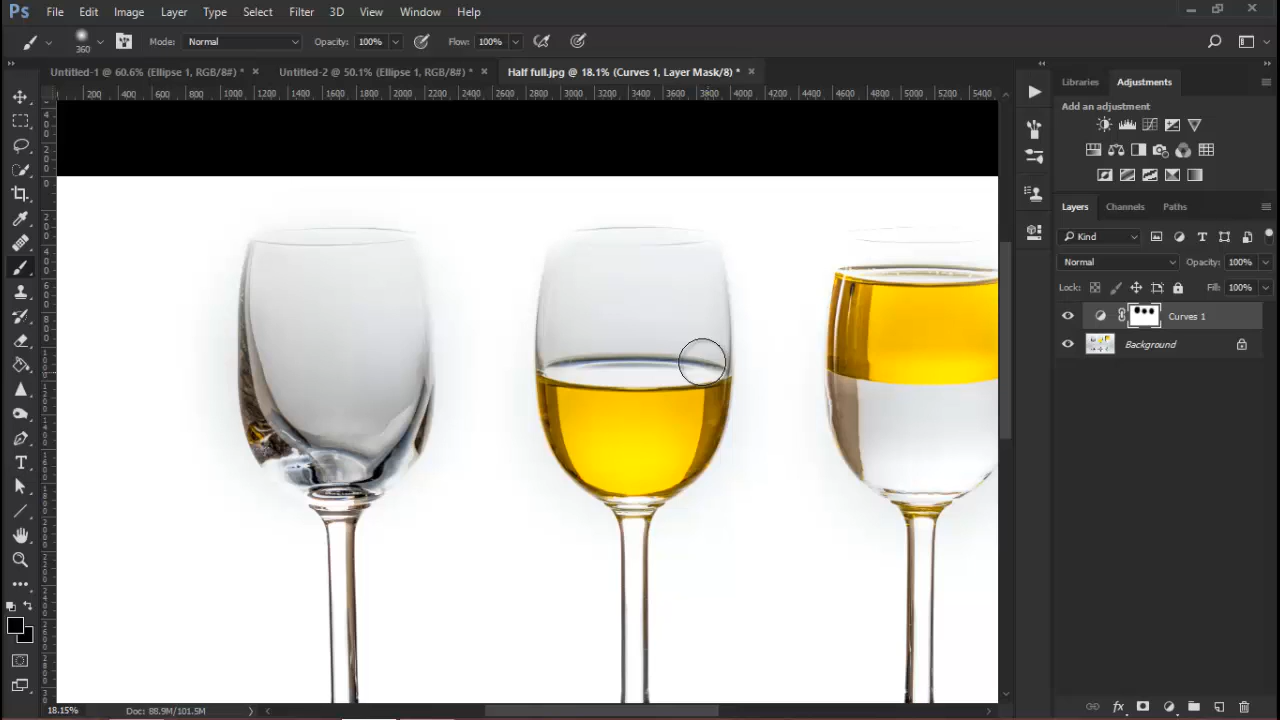 Ps File Edit Image Layer Type Select Filter 3D View Window Help
360 Mode: Normal Opacity: 100% Flow: 100%
Untitled-1 @ 60.6% (Ellipse 1, RGB/8#) * Untitled-2 @ 50.1% (Ellipse 1, RGB/8#) * Half full.jpg @ 18.1% (Curves 1, Layer Mask/8) *
Libraries Adjustments
200 400 600 800 1000 1200 1400 1600 1800 2000 2200 2400 2600 2800 3000 3200 3400 3600 3800 4000 4200 4400 4600 4800 5000 5200 5400
Add an adjustment
Layers Channels Paths
Kind
Normal Opacity: 100%
Lock: Fill: 100%
Curves 1
Background
18.15% Doc: 88.9M/101.5M